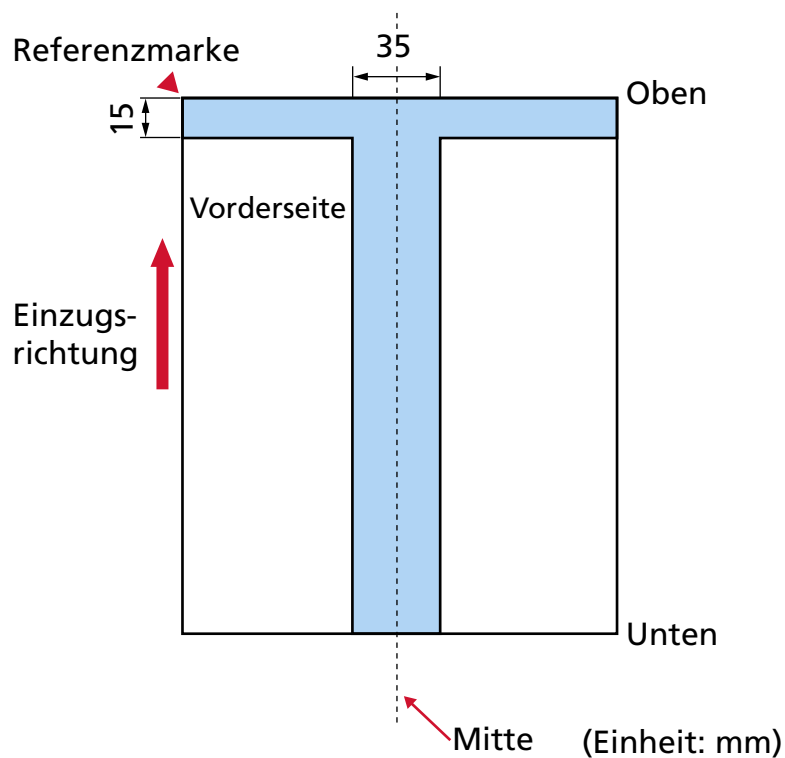 Referenzmarke
35
Oben
15
Vorderseite
Einzugs-
richtung
Unten
Mitte
(Einheit: mm)